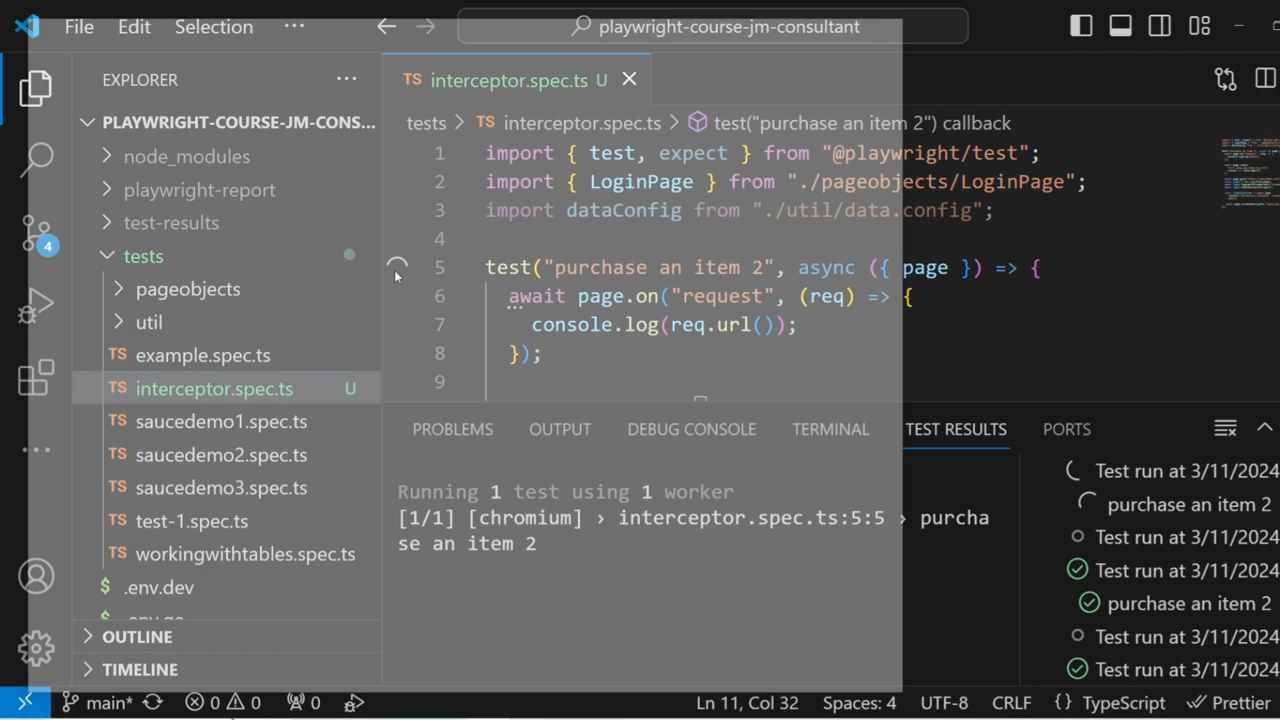 File Edit Selection ··· playwright-course-jm-consultant
EXPLORER ···
PLAYWRIGHT-COURSE-JM-CONS...
node_modules
playwright-report
test-results
tests
pageobjects
util
TS example.spec.ts
TS interceptor.spec.ts U
TS saucedemo1.spec.ts
TS saucedemo2.spec.ts
TS saucedemo3.spec.ts
TS test-1.spec.ts
TS workingwithtables.spec.ts
$ .env.dev
OUTLINE
TIMELINE
4
TS interceptor.spec.ts U
tests > TS interceptor.spec.ts > test("purchase an item 2") callback
1 import { test, expect } from "@playwright/test";
2 import { LoginPage } from "./pageobjects/LoginPage";
3 import dataConfig from "./util/data.config";
4
5 test("purchase an item 2", async ({ page }) => {
6 await page.on("request", (req) => {
7 console.log(req.url());
8 });
9
PROBLEMS OUTPUT DEBUG CONSOLE TERMINAL TEST RESULTS PORTS
Running 1 test using 1 worker
[1/1] [chromium] › interceptor.spec.ts:5:5 › purcha
se an item 2
Test run at 3/11/2024
purchase an item 2
Test run at 3/11/2024
Test run at 3/11/2024
purchase an item 2
Test run at 3/11/2024
Test run at 3/11/2024
main* 0 0 0 Ln 11, Col 32 Spaces: 4 UTF-8 CRLF {} TypeScript Prettier